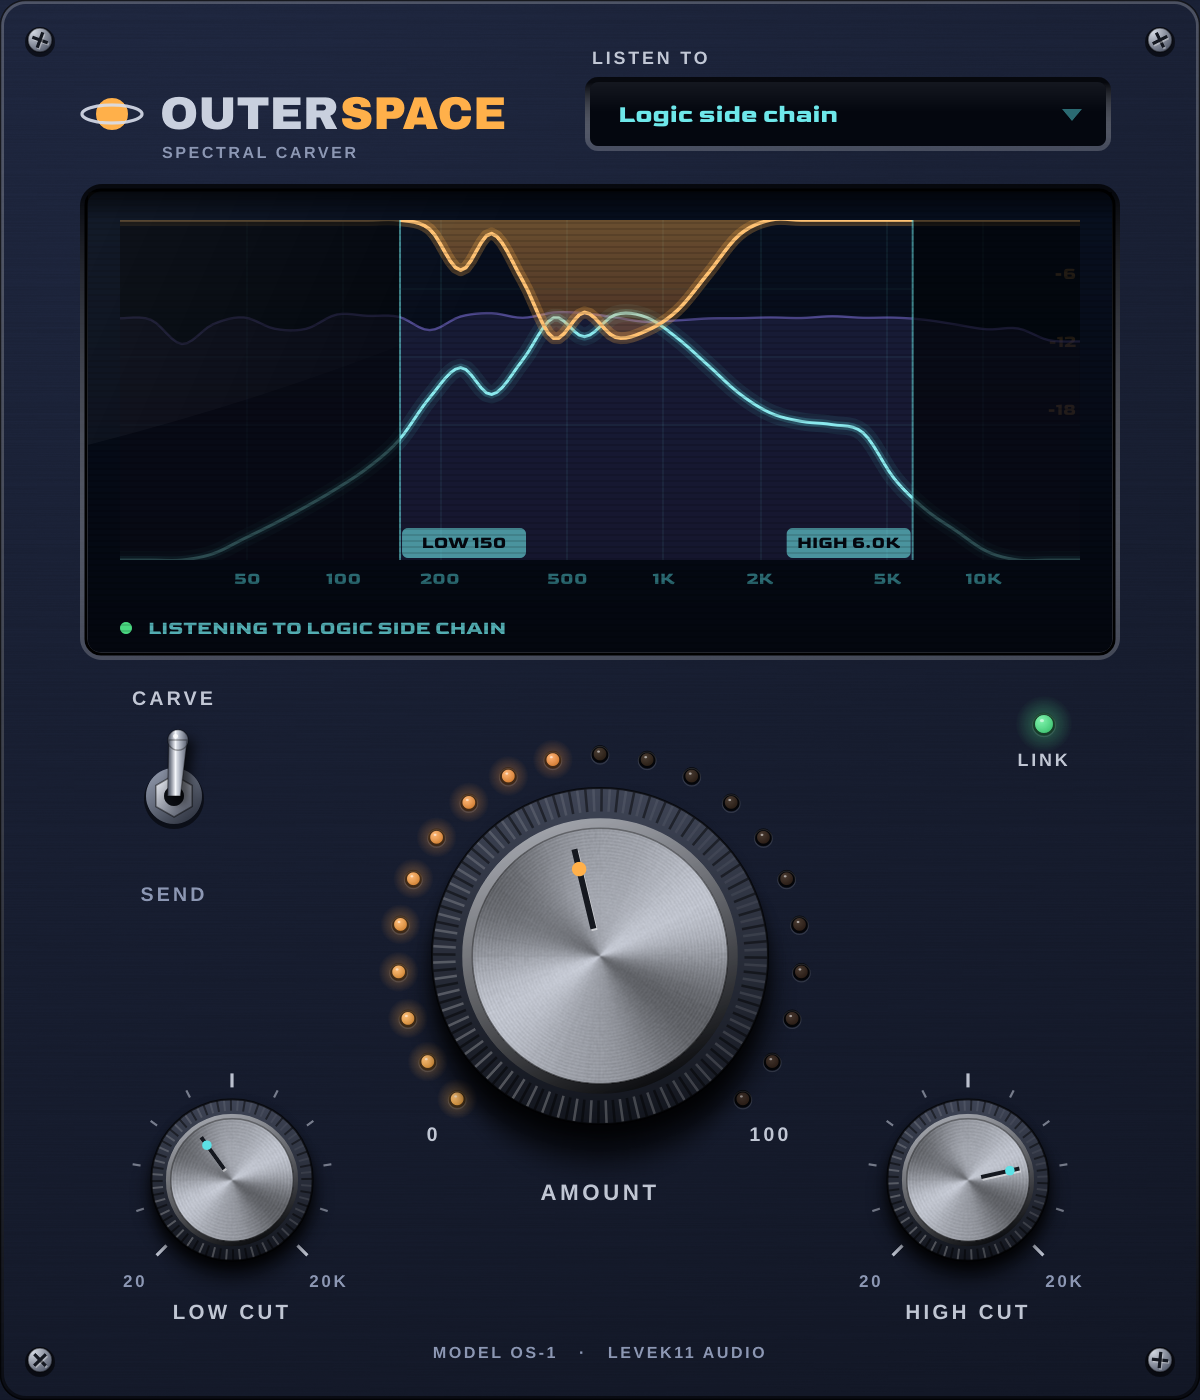 LISTEN TO
OUTERSPACE
SPECTRAL CARVER
Logic side chain
-6
-12
-18
LOW 150
HIGH 6.0K
50 100 200 500 1K 2K 5K 10K
LISTENING TO LOGIC SIDE CHAIN
CARVE
LINK
SEND
0
100
AMOUNT
20 20K
20 20K
LOW CUT
HIGH CUT
MODEL OS-1 · LEVEK11 AUDIO